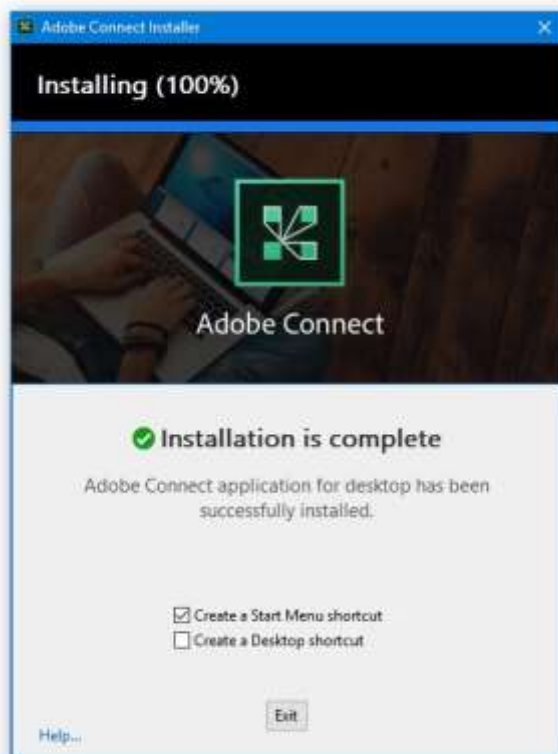 Adobe Connect Installer
Installing (100%)
Adobe Connect
Installation is complete
Adobe Connect application for desktop has been
successfully installed.
Create a Start Menu shortcut
Create a Desktop shortcut
Exit
Help...